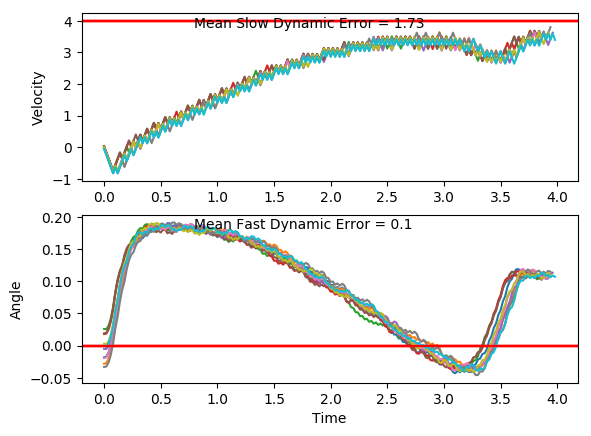 Mean Slow Dynamic Error = 1.73
4
3
2
1
0
−1
Velocity
0.0 0.5 1.0 1.5 2.0 2.5 3.0 3.5 4.0
Mean Fast Dynamic Error = 0.1
0.20
0.15
0.10
0.05
0.00
−0.05
Angle
0.0 0.5 1.0 1.5 2.0 2.5 3.0 3.5 4.0
Time